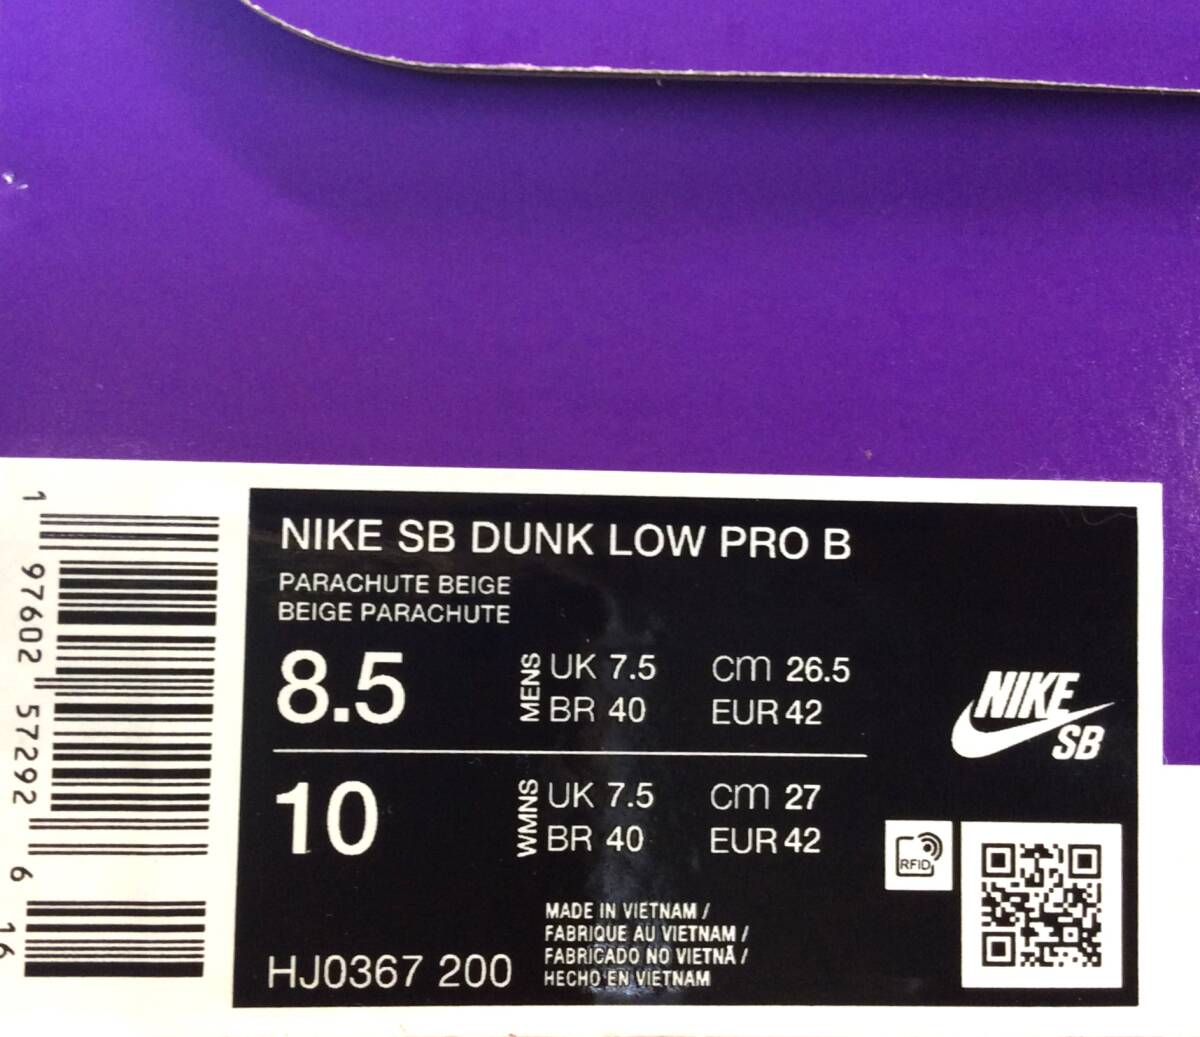 NIKE SB DUNK LOW PRO B
PARACHUTE BEIGE
BEIGE PARACHUTE
8.5 MENS UK 7.5 cm 26.5
BR 40 EUR 42
10 WMNS UK 7.5 cm 27
BR 40 EUR 42
NIKE
SB
RFID
MADE IN VIETNAM /
FABRIQUE AU VIETNAM /
FABRICADO NO VIETNÃ /
HECHO EN VIETNAM
HJ0367 200
1 97602 57292 6 16